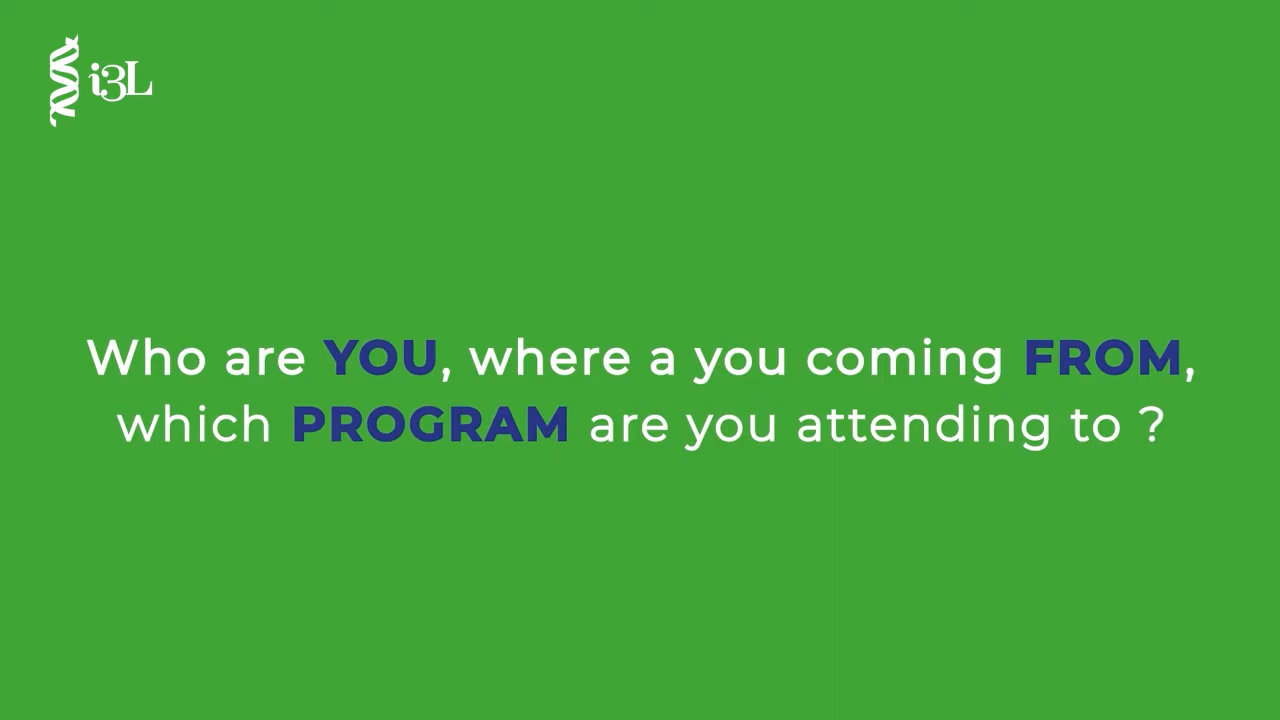 i3L
Who are YOU, where a you coming FROM,
which PROGRAM are you attending to ?